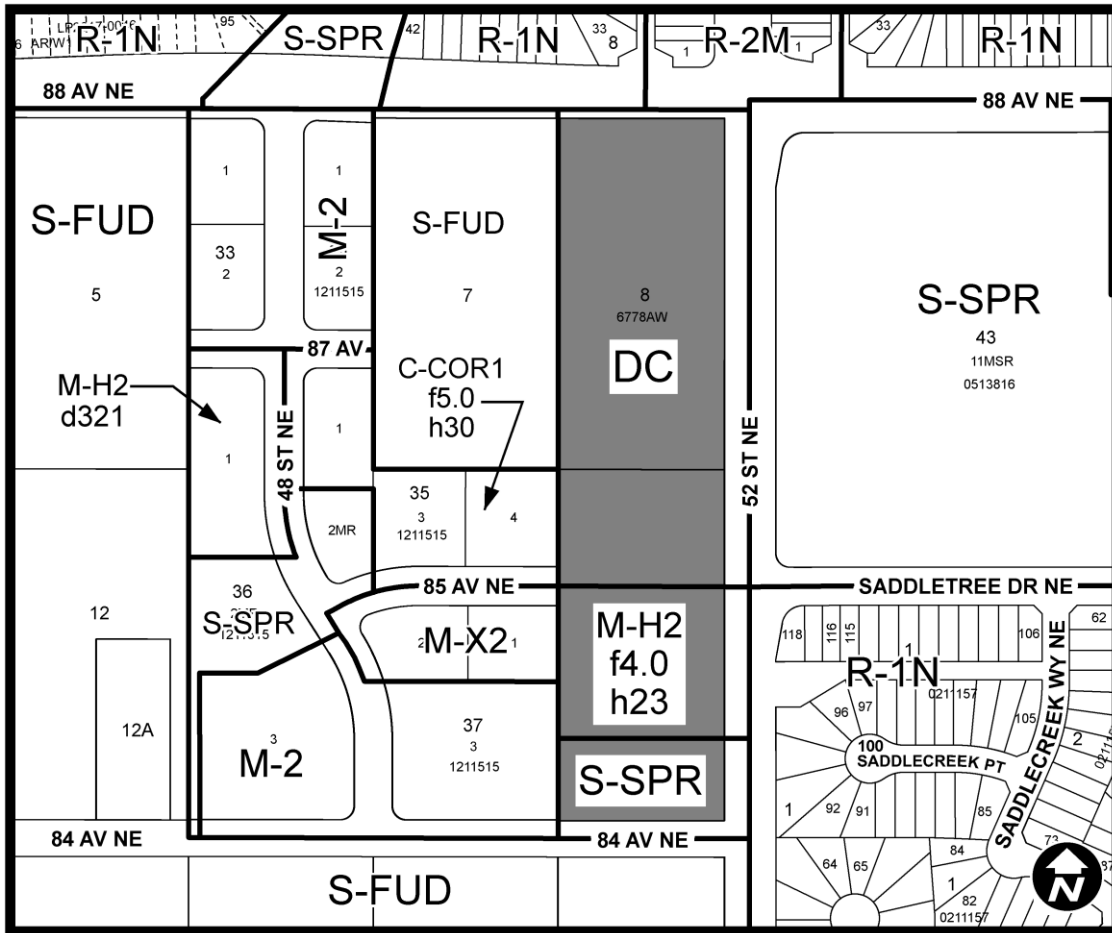 95
R-1N
AR/W
6
S-SPR
42
R-1N
33
8
R-2M
1
1
33
R-1N
88 AV NE
88 AV NE
S-FUD
5
1
1
M-2
33
2
2
1211515
S-FUD
7
8
6778AW
DC
S-SPR
43
11MSR
0513816
87 AV
M-H2
d321
1
48 ST NE
1
C-COR1
f5.0
h30
52 ST NE
35
3
1211515
4
2MR
85 AV NE
SADDLETREE DR NE
12
36
S-SPR
M-X2
1
M-H2
f4.0
h23
118
116
115
1
106
62
R-1N
0211157
96
97
105
2
SADDLECREEK WY NE
12A
3
M-2
37
3
1211515
S-SPR
100
SADDLECREEK PT
1
92
91
85
73
84 AV NE
84 AV NE
64
65
84
1
82
0211157
S-FUD
N